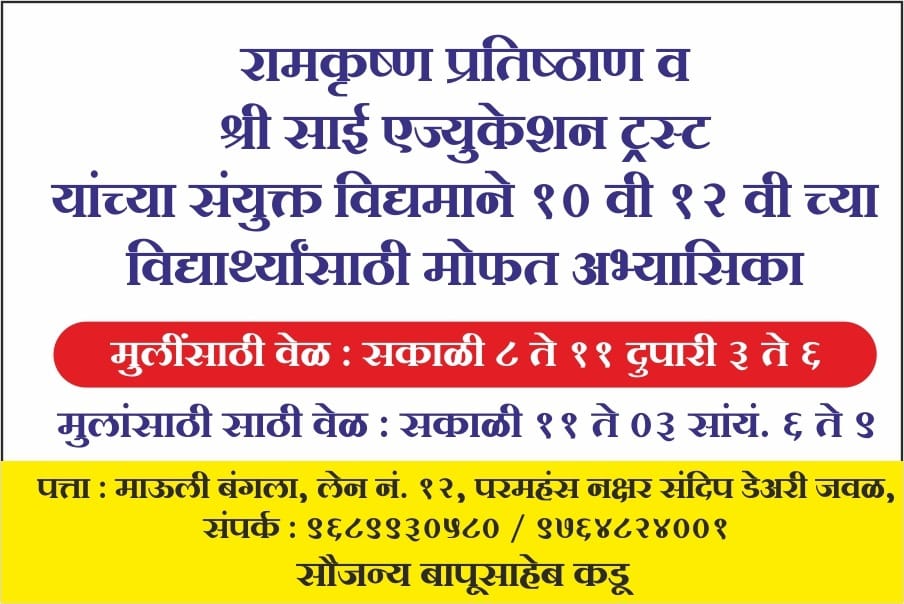 रामकृष्ण प्रतिष्ठाण व
श्री साई एज्युकेशन ट्रस्ट
यांच्या संयुक्त विद्यमाने १० वी १२ वी च्या
विद्यार्थ्यांसाठी मोफत अभ्यासिका
मुलींसाठी वेळ : सकाळी ८ ते ११ दुपारी ३ ते ६
मुलांसाठी साठी वेळ : सकाळी ११ ते ०३ सांयं. ६ ते ९
पत्ता : माऊली बंगला, लेन नं. १२, परमहंस नक्षर संदिप डेअरी जवळ,
संपर्क : ९६८९९३०५८० / ९७६४८२४००१
सौजन्य बापूसाहेब कडू